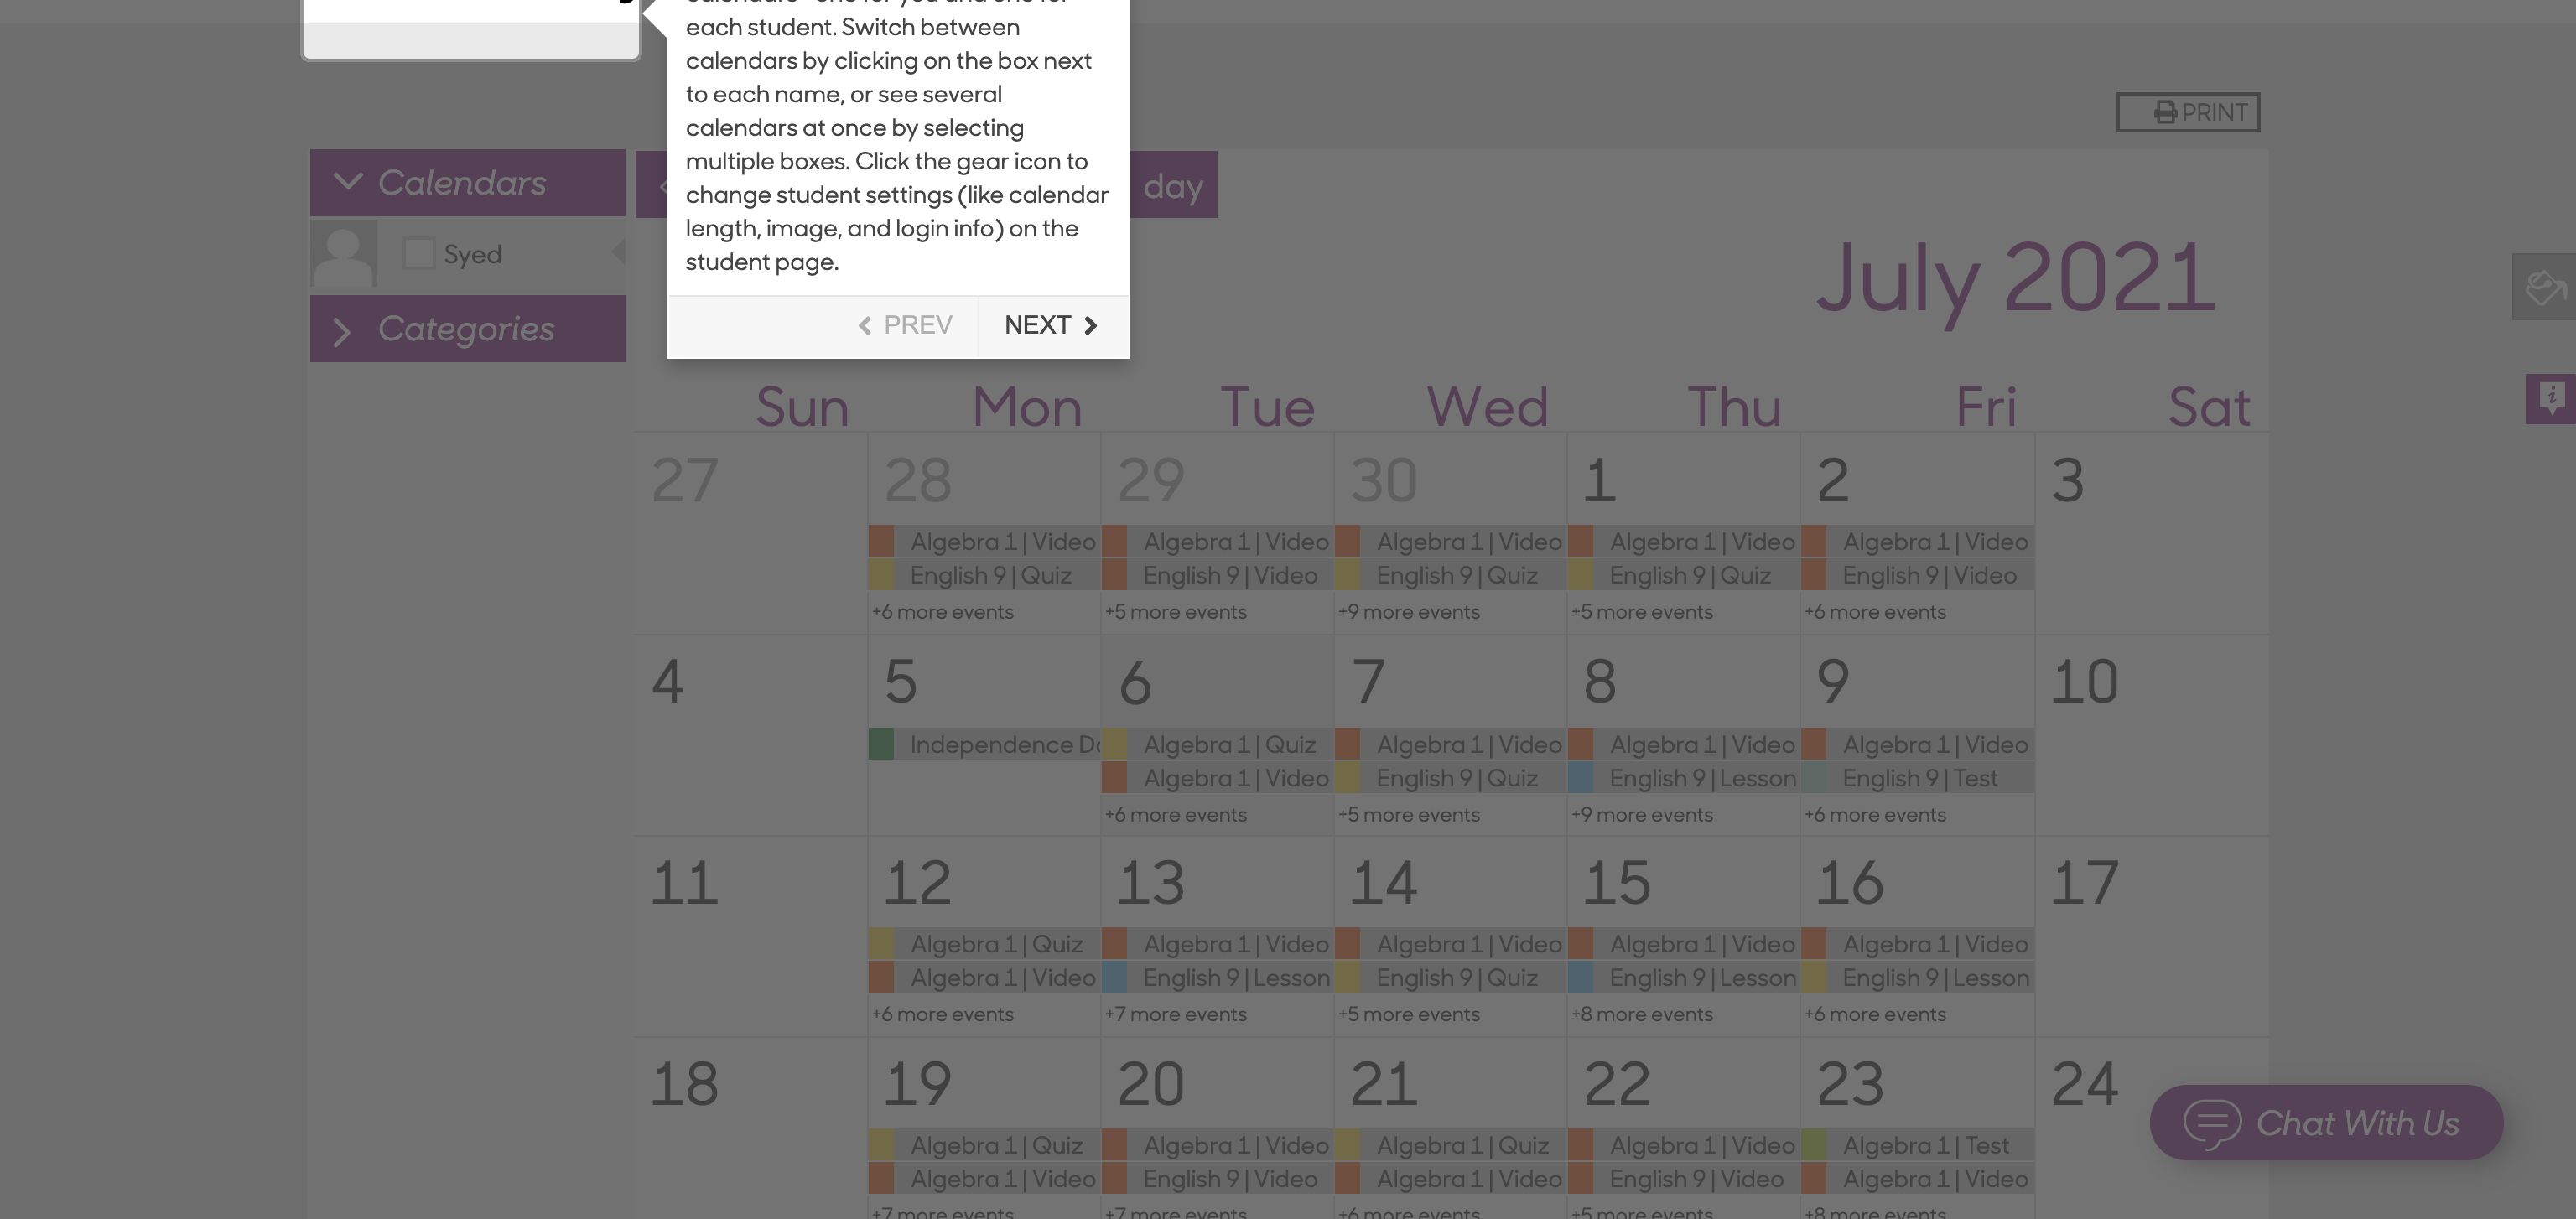 each student. Switch between
calendars by clicking on the box next
to each name, or see several
calendars at once by selecting
multiple boxes. Click the gear icon to
change student settings (like calendar
length, image, and login info) on the
student page.
PREV NEXT
PRINT
Calendars
day
Syed
Categories
July 2021
Sun Mon Tue Wed Thu Fri Sat
27 28 29 30 1 2 3
Algebra 1 | Video Algebra 1 | Video Algebra 1 | Video Algebra 1 | Video Algebra 1 | Video
English 9 | Quiz English 9 | Video English 9 | Quiz English 9 | Quiz English 9 | Video
+6 more events +5 more events +9 more events +5 more events +6 more events
4 5 6 7 8 9 10
Independence Algebra 1 | Quiz Algebra 1 | Video Algebra 1 | Video Algebra 1 | Video
Algebra 1 | Video English 9 | Quiz English 9 | Lesson English 9 | Test
+6 more events +5 more events +9 more events +6 more events
11 12 13 14 15 16 17
Algebra 1 | Quiz Algebra 1 | Video Algebra 1 | Video Algebra 1 | Video Algebra 1 | Video
Algebra 1 | Video English 9 | Lesson English 9 | Quiz English 9 | Lesson English 9 | Lesson
+6 more events +7 more events +5 more events +8 more events +6 more events
18 19 20 21 22 23 24
Algebra 1 | Quiz Algebra 1 | Video Algebra 1 | Quiz Algebra 1 | Video Algebra 1 | Test
Algebra 1 | Video English 9 | Video Algebra 1 | Video English 9 | Video Algebra 1 | Video
+7 more events +7 more events +6 more events +5 more events +8 more events
Chat With Us